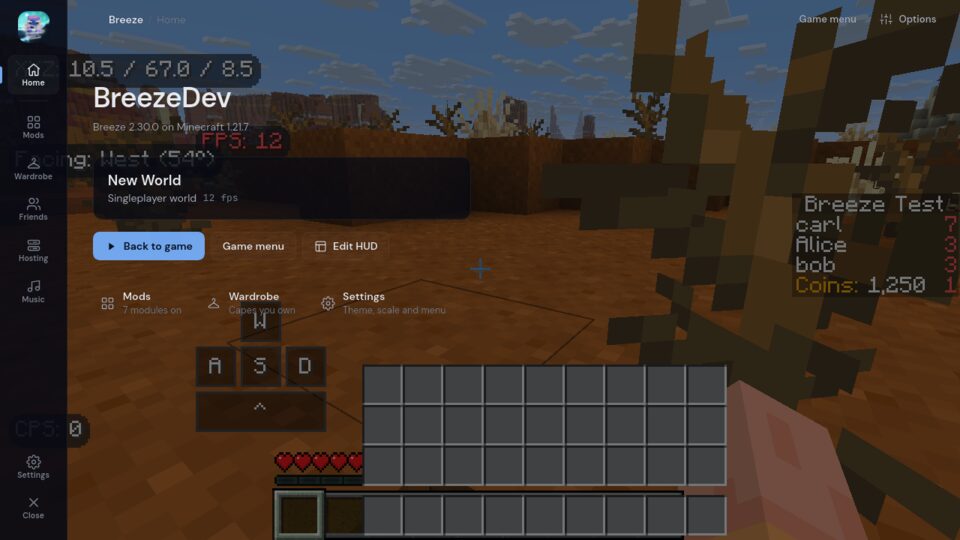 Breeze / Home
Game menu
Options
10.5 / 67.0 / 8.5
Home
BreezeDev
Breeze 2.30.0 on Minecraft 1.21.7
FPS: 12
Mods
Facing: West (54°)
Wardrobe
New World
Singleplayer world 12 fps
Friends
Breeze Test
carl 7
Alice 3
bob 3
Coins: 1,250 1
Back to game
Game menu
Edit HUD
Hosting
Music
Mods
7 modules on
Wardrobe
Capes you own
Settings
Theme, scale and menu
W
A S D
^
CPS: 0
Settings
Close